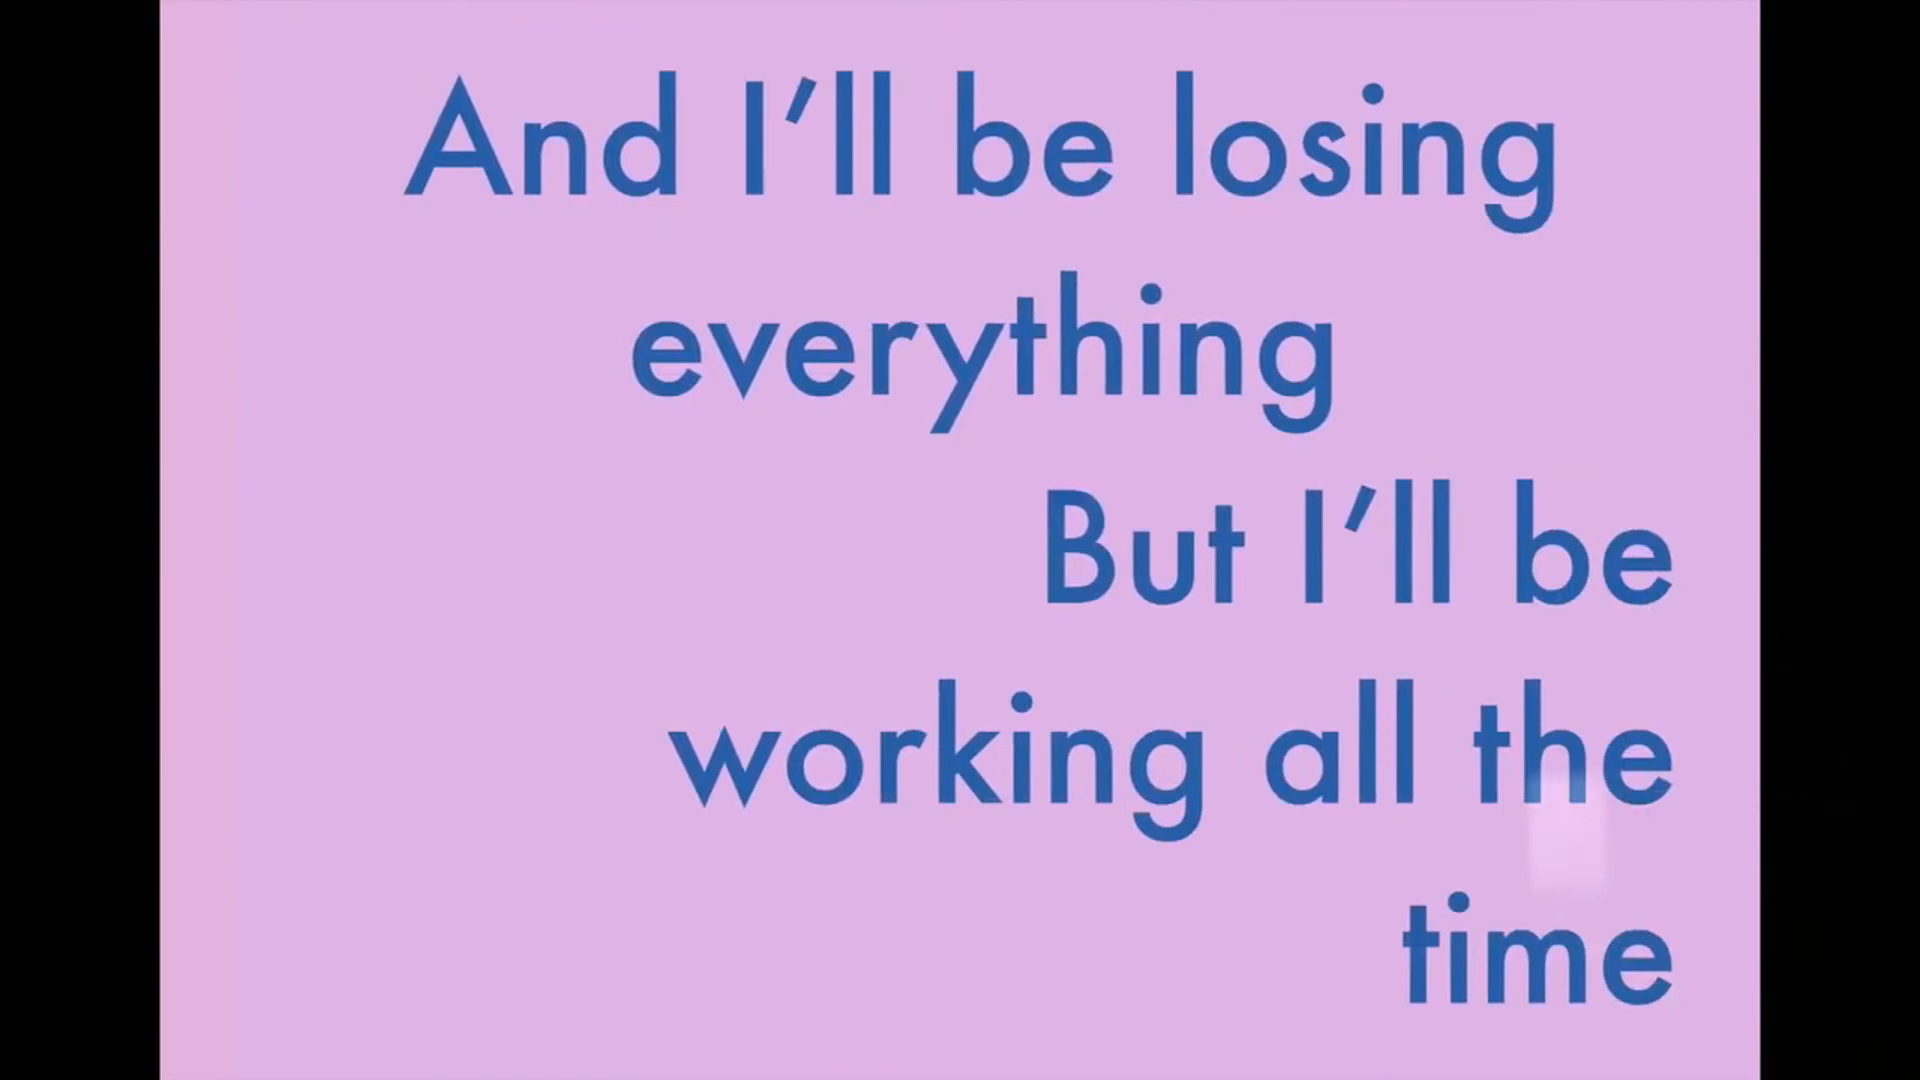 And I’ll be losing
everything
But I’ll be
working all the
time